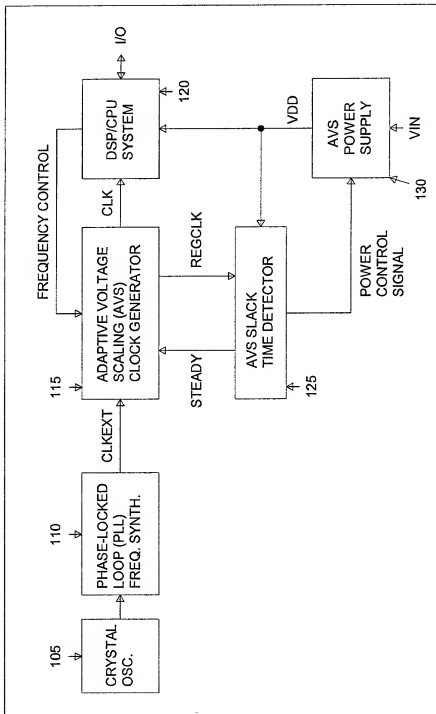 FREQUENCY CONTROL
105
CRYSTAL
OSC.
110
PHASE-LOCKED
LOOP (PLL)
FREQ. SYNTH.
CLKEXT
115
ADAPTIVE VOLTAGE
SCALING (AVS)
CLOCK GENERATOR
CLK
DSP/CPU
SYSTEM
120
I/O
STEADY
REGCLK
125
AVS SLACK
TIME DETECTOR
VDD
POWER
CONTROL
SIGNAL
AVS
POWER
SUPPLY
130
VIN